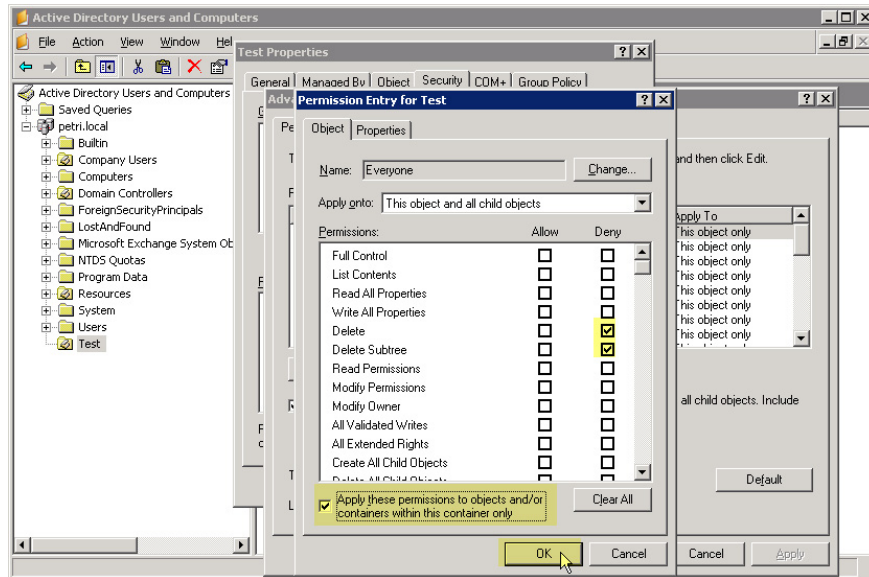 Active Directory Users and Computers
File Action View Window Hel
Test Properties
General Managed By Object Security COM+ Group Policy
Active Directory Users and Computers
Saved Queries
petri.local
Builtin
Company Users
Computers
Domain Controllers
ForeignSecurityPrincipals
LostAndFound
Microsoft Exchange System Ob
NTDS Quotas
Program Data
Resources
System
Users
Test
Adva
Pe
Permission Entry for Test
Object Properties
Name: Everyone Change...
Apply onto: This object and all child objects
Permissions: Allow Deny
Full Control
List Contents
Read All Properties
Write All Properties
Delete
Delete Subtree
Read Permissions
Modify Permissions
Modify Owner
All Validated Writes
All Extended Rights
Create All Child Objects
Delete All Child Objects
Apply these permissions to objects and/or
containers within this container only
Clear All
OK Cancel
and then click Edit.
Apply To
This object only
This object only
This object only
This object only
This object only
This object only
This object only
This object only
all child objects. Include
Default
Cancel Apply